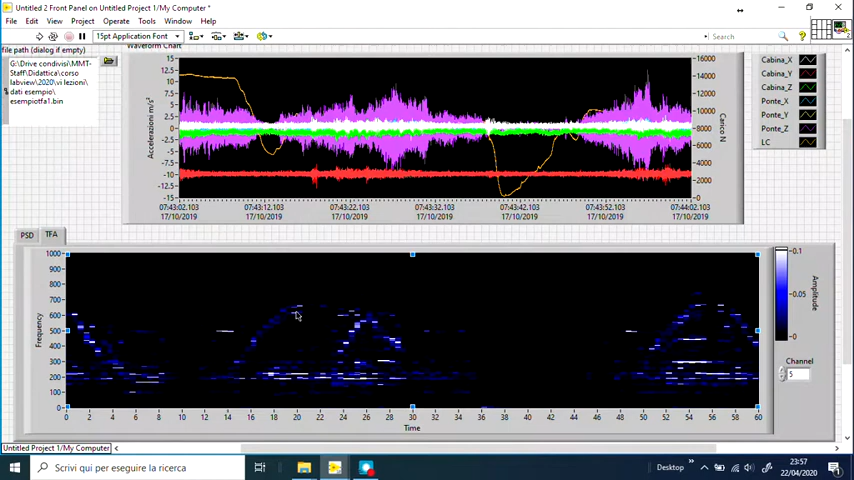 Untitled 2 Front Panel on Untitled Project 1/My Computer *
File Edit View Project Operate Tools Window Help
15pt Application Font
Search
file path (dialog if empty)
G:\Drive condivisi\MMT-
Staff\Didattica\corso
labview\2020\vi lezioni\
dati esempio\
esempiotfa1.bin
Waveform Chart
15
12.5
10
7.5
5
2.5
0
-2.5
-5
-7.5
-10
-12.5
-15
Accelerazioni m/s²
16000
14000
12000
10000
8000
6000
4000
2000
0
Carico N
07:43:02.103 07:43:12.103 07:43:22.103 07:43:32.103 07:43:42.103 07:43:52.103 07:44:02.103
17/10/2019 17/10/2019 17/10/2019 17/10/2019 17/10/2019 17/10/2019 17/10/2019
Cabina_X
Cabina_Y
Cabina_Z
Ponte_X
Ponte_Y
Ponte_Z
LC
PSD TFA
1000
900
800
700
600
500
400
300
200
100
0
Frequency
0 2 4 6 8 10 12 14 16 18 20 22 24 26 28 30 32 34 36 38 40 42 44 46 48 50 52 54 56 58 60
Time
0.1
0.05
0
Amplitude
Channel
5
Untitled Project 1/My Computer
Scrivi qui per eseguire la ricerca
Desktop
23:57
22/04/2020